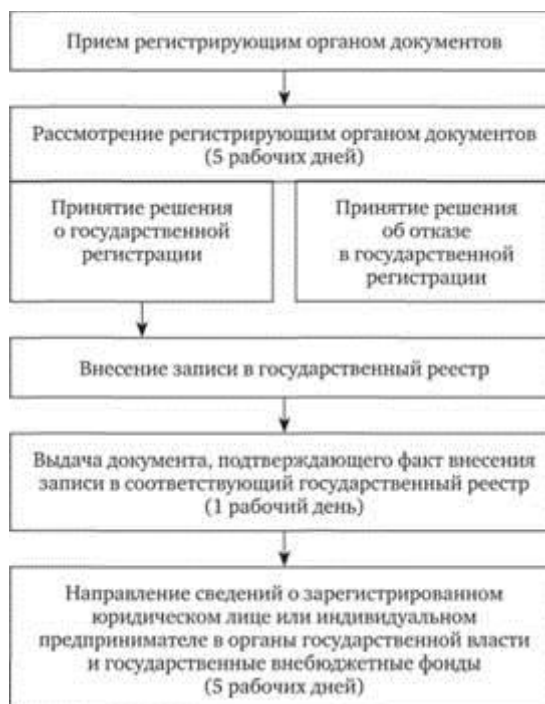 Прием регистрирующим органом документов
Рассмотрение регистрирующим органом документов
(5 рабочих дней)
Принятие решения
о государственной
регистрации
Принятие решения
об отказе
в государственной
регистрации
Внесение записи в государственный реестр
Выдача документа, подтверждающего факт внесения
записи в соответствующий государственный реестр
(1 рабочий день)
Направление сведений о зарегистрированном
юридическом лице или индивидуальном
предпринимателе в органы государственной власти
и государственные внебюджетные фонды
(5 рабочих дней)